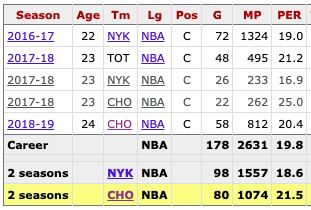 Season Age Tm Lg Pos G MP PER
2016-17 22 NYK NBA C 72 1324 19.0
2017-18 23 TOT NBA C 48 495 21.2
2017-18 23 NYK NBA C 26 233 16.9
2017-18 23 CHO NBA C 22 262 25.0
2018-19 24 CHO NBA C 58 812 20.4
Career NBA 178 2631 19.8
2 seasons NYK NBA 98 1557 18.6
2 seasons CHO NBA 80 1074 21.5